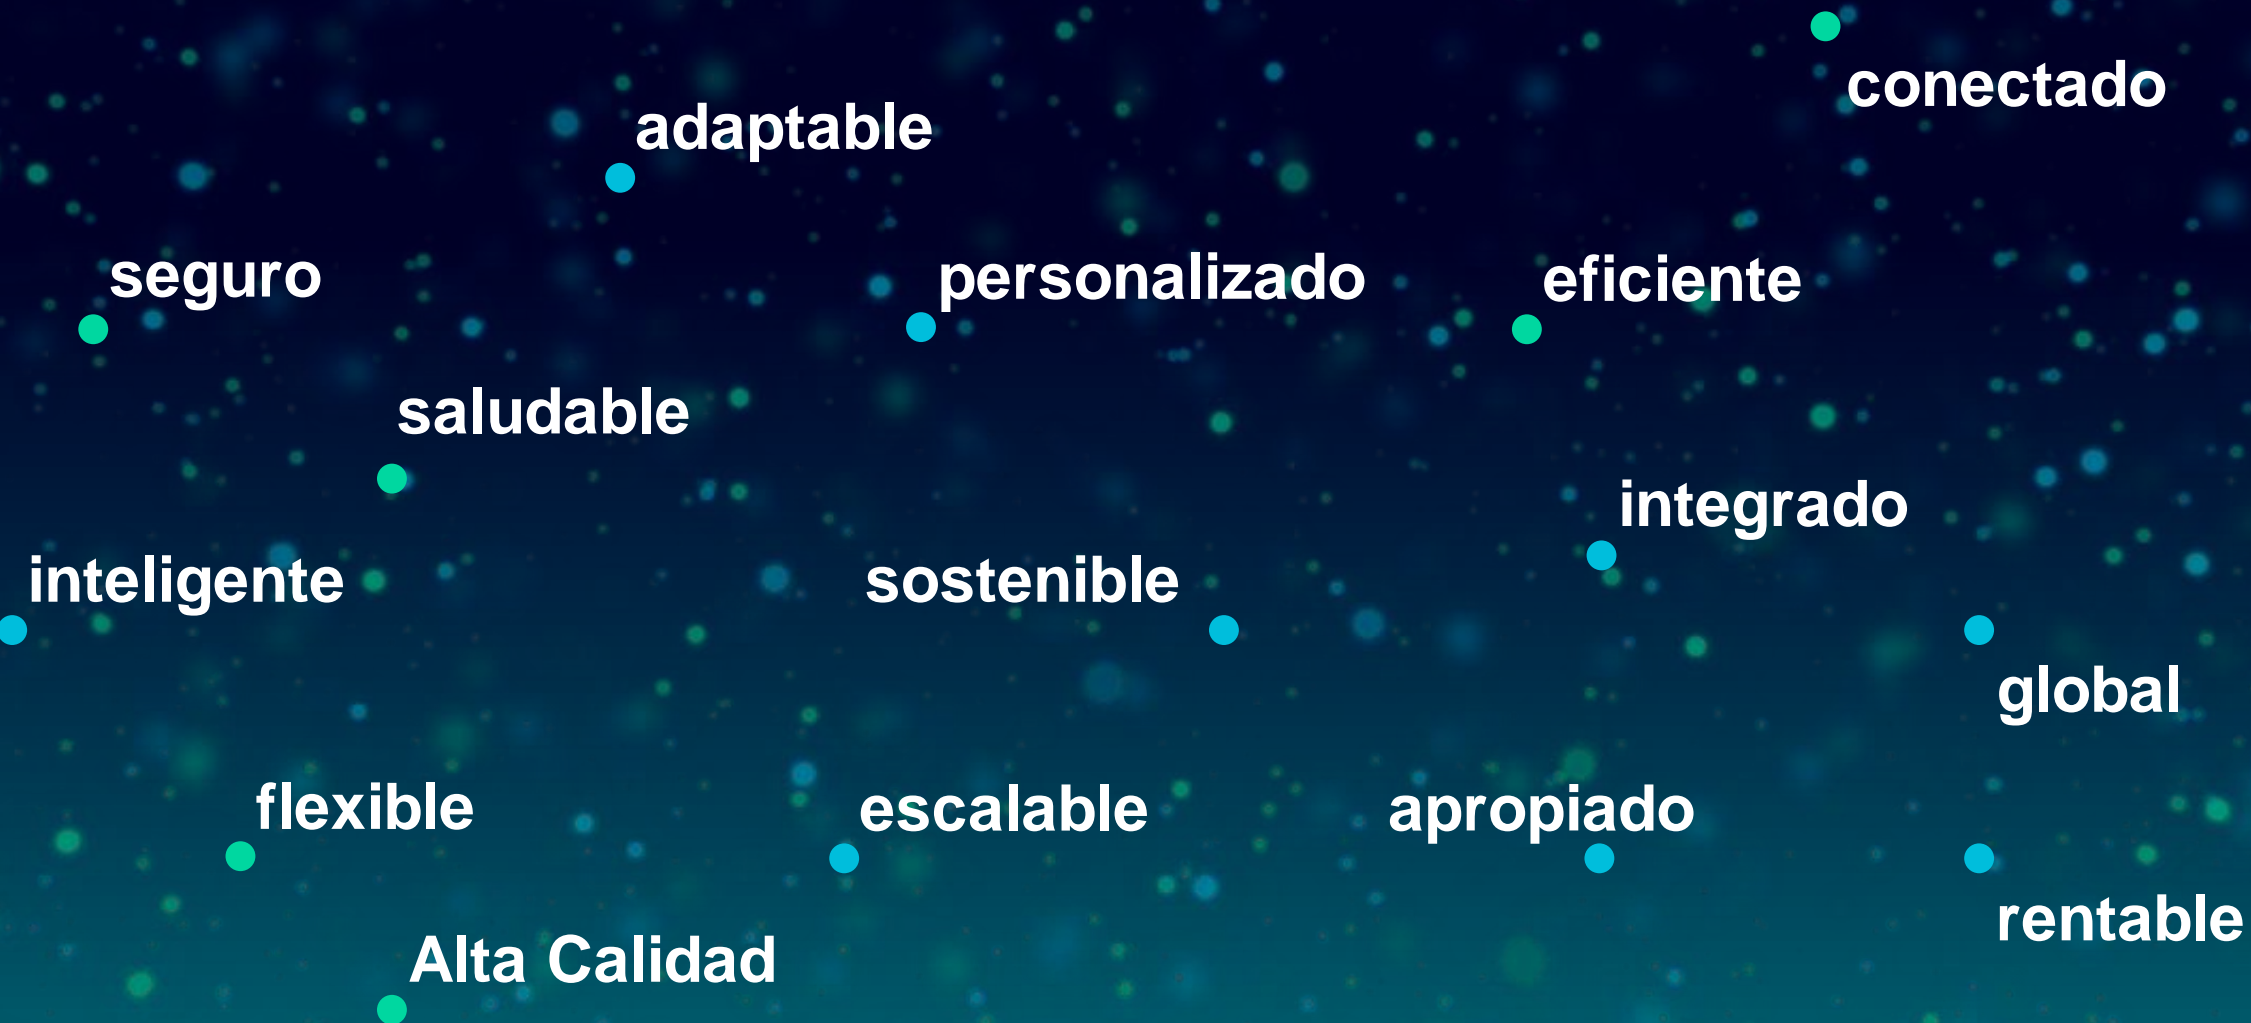 conectado
adaptable
seguro
personalizado
eficiente
saludable
integrado
inteligente
sostenible
global
flexible
escalable
apropiado
rentable
Alta Calidad